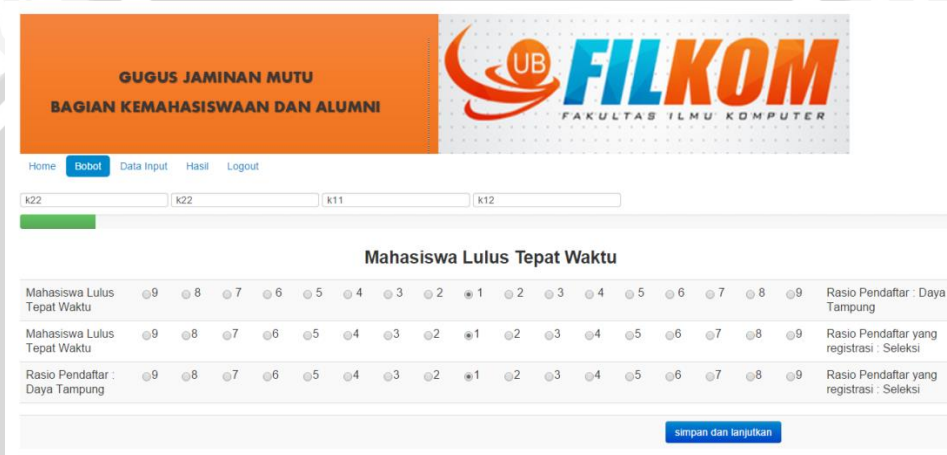 GUGUS JAMINAN MUTU
BAGIAN KEMAHASISWAAN DAN ALUMNI
UB FILKOM
FAKULTAS ILMU KOMPUTER
Home Bobot Data Input Hasil Logout
k22 k22 k11 k12
Mahasiswa Lulus Tepat Waktu
Mahasiswa Lulus 9 8 7 6 5 4 3 2 1 2 3 4 5 6 7 8 9 Rasio Pendaftar : Daya
Tepat Waktu Tampung
Mahasiswa Lulus 9 8 7 6 5 4 3 2 1 2 3 4 5 6 7 8 9 Rasio Pendaftar yang
Tepat Waktu registrasi : Seleksi
Rasio Pendaftar : 9 8 7 6 5 4 3 2 1 2 3 4 5 6 7 8 9 Rasio Pendaftar yang
Daya Tampung registrasi : Seleksi
simpan dan lanjutkan